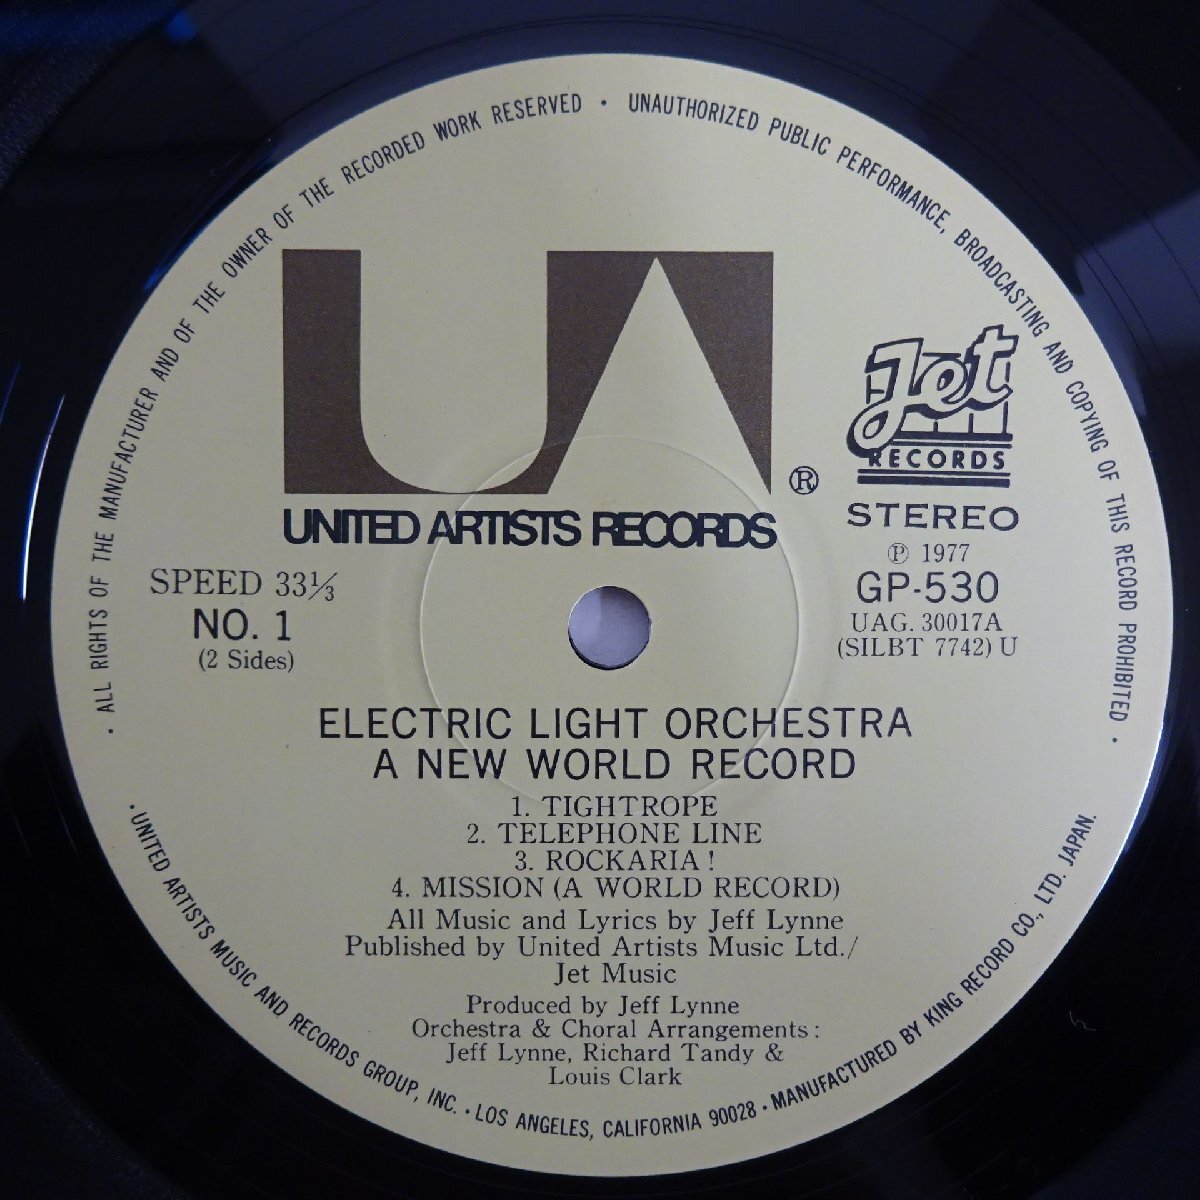 • ALL RIGHTS OF THE MANUFACTURER AND OF THE OWNER OF THE RECORDED WORK RESERVED • UNAUTHORIZED PUBLIC PERFORMANCE, BROADCASTING AND COPYING OF THIS RECORD PROHIBITED •
UA
®
UNITED ARTISTS RECORDS
Jet
RECORDS
STEREO
Ⓟ 1977
GP-530
UAG. 30017A
(SILBT 7742) U
SPEED 33⅓
NO. 1
(2 Sides)
ELECTRIC LIGHT ORCHESTRA
A NEW WORLD RECORD
1. TIGHTROPE
2. TELEPHONE LINE
3. ROCKARIA !
4. MISSION (A WORLD RECORD)
All Music and Lyrics by Jeff Lynne
Published by United Artists Music Ltd./
Jet Music
Produced by Jeff Lynne
Orchestra & Choral Arrangements :
Jeff Lynne, Richard Tandy &
Louis Clark
• UNITED ARTISTS MUSIC AND RECORDS GROUP, INC. • LOS ANGELES, CALIFORNIA 90028 • MANUFACTURED BY KING RECORD CO., LTD. JAPAN.